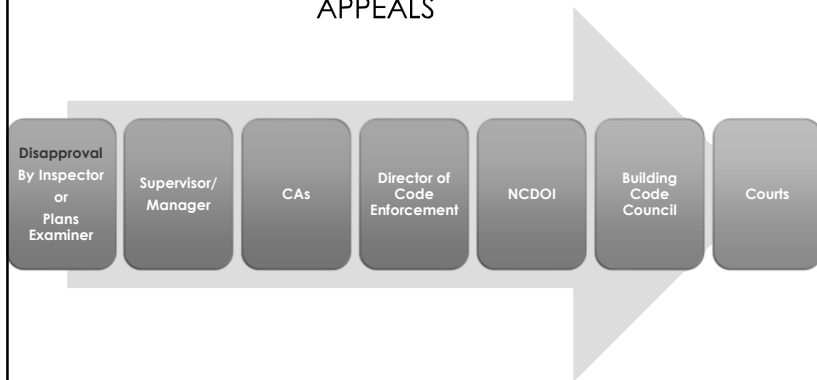 APPEALS
Disapproval
By Inspector
or
Plans
Examiner
Supervisor/
Manager
CAs
Director of
Code
Enforcement
NCDOI
Building
Code
Council
Courts